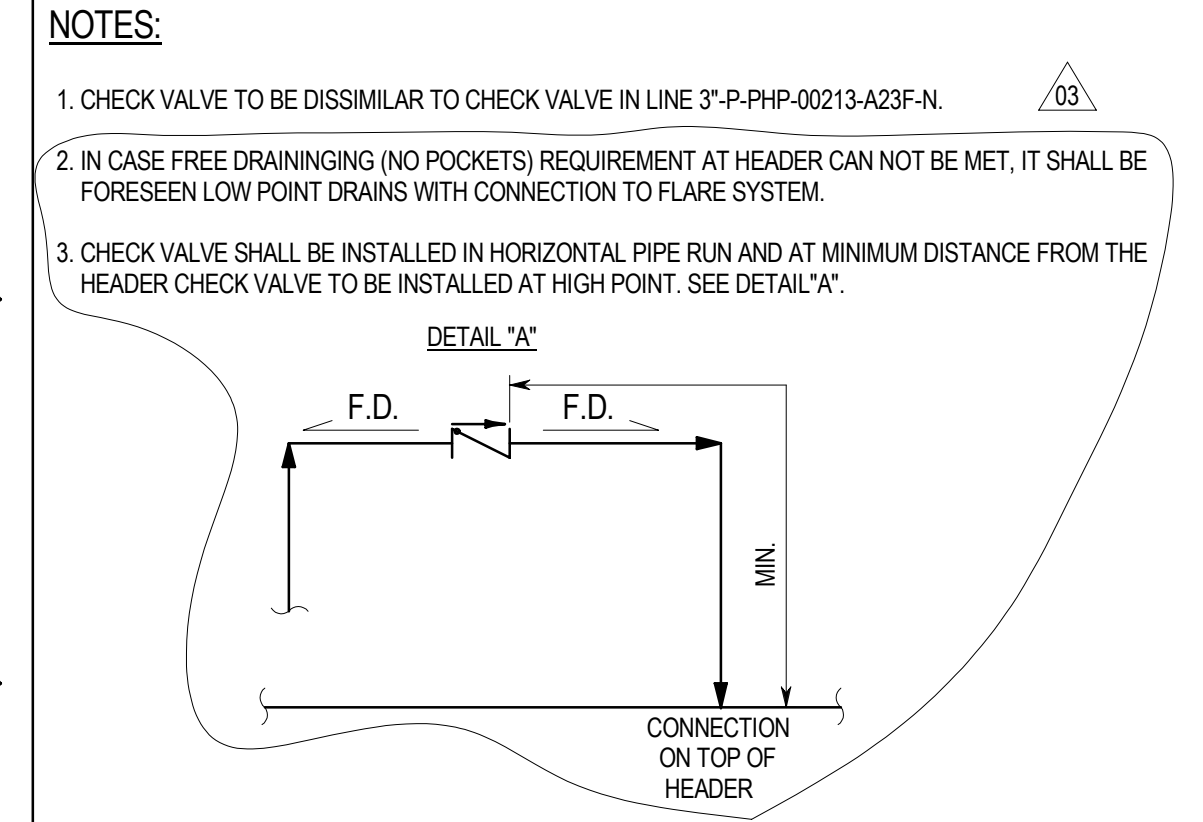 NOTES:
1. CHECK VALVE TO BE DISSIMILAR TO CHECK VALVE IN LINE 3"-P-PHP-00213-A23F-N.
03
2. IN CASE FREE DRAININGING (NO POCKETS) REQUIREMENT AT HEADER CAN NOT BE MET, IT SHALL BE
FORESEEN LOW POINT DRAINS WITH CONNECTION TO FLARE SYSTEM.
3. CHECK VALVE SHALL BE INSTALLED IN HORIZONTAL PIPE RUN AND AT MINIMUM DISTANCE FROM THE
HEADER CHECK VALVE TO BE INSTALLED AT HIGH POINT. SEE DETAIL"A".
DETAIL "A"
F.D.
F.D.
MIN.
CONNECTION
ON TOP OF
HEADER